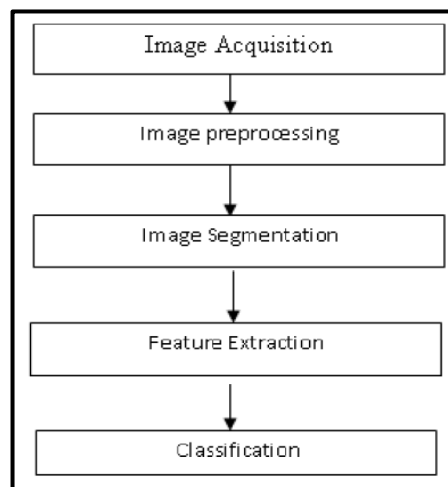 Image Acquisition
Image preprocessing
Image Segmentation
Feature Extraction
Classification